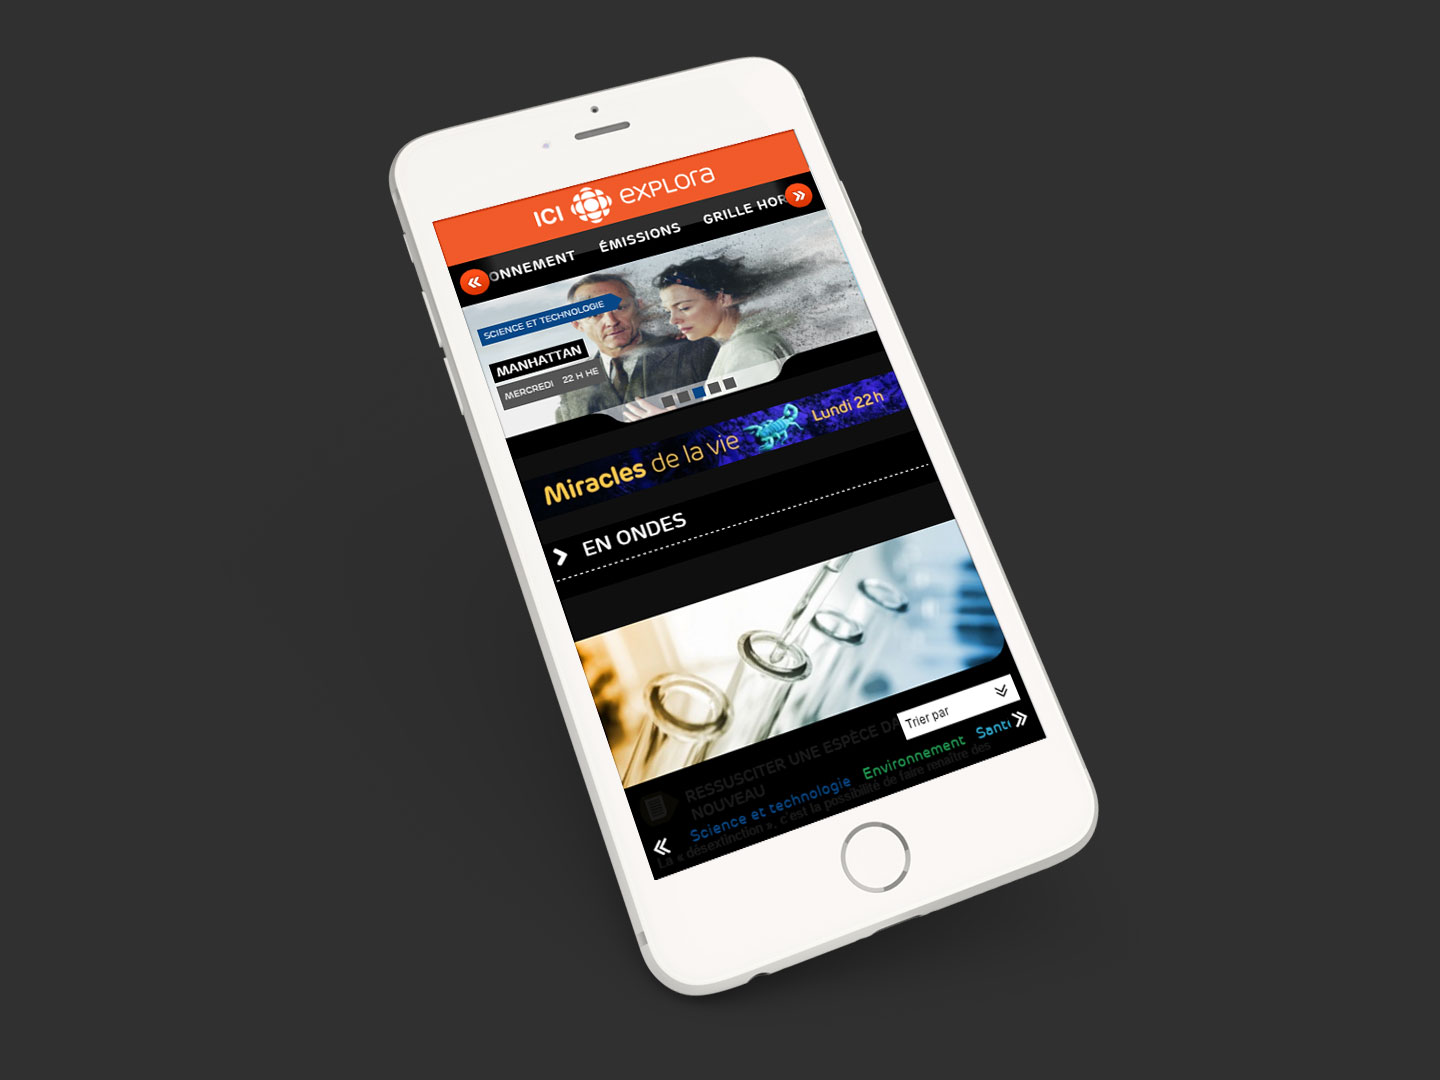 ICI explora
ONNEMENT ÉMISSIONS GRILLE HOR
SCIENCE ET TECHNOLOGIE
MANHATTAN
MERCREDI 22 H HE
Miracles de la vie Lundi 22h
EN ONDES
Trier par
RESSUSCITER UNE ESPÈCE DA
NOUVEAU
Science et technologie Environnement Santé
La « désextinction », c'est la possibilité de faire renaître des